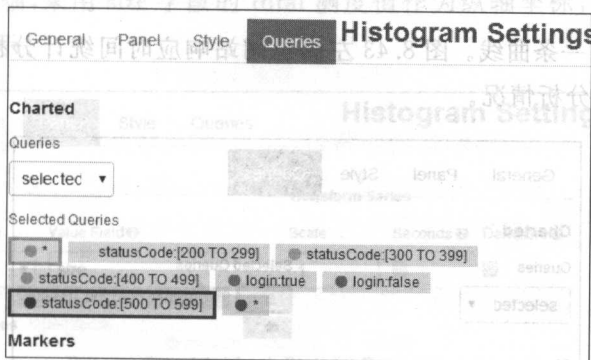 General Panel Style Queries Histogram Settings
Charted
Queries
selected
Selected Queries
* statusCode:[200 TO 299] statusCode:[300 TO 399]
statusCode:[400 TO 499] login:true login:false
statusCode:[500 TO 599] *
Markers